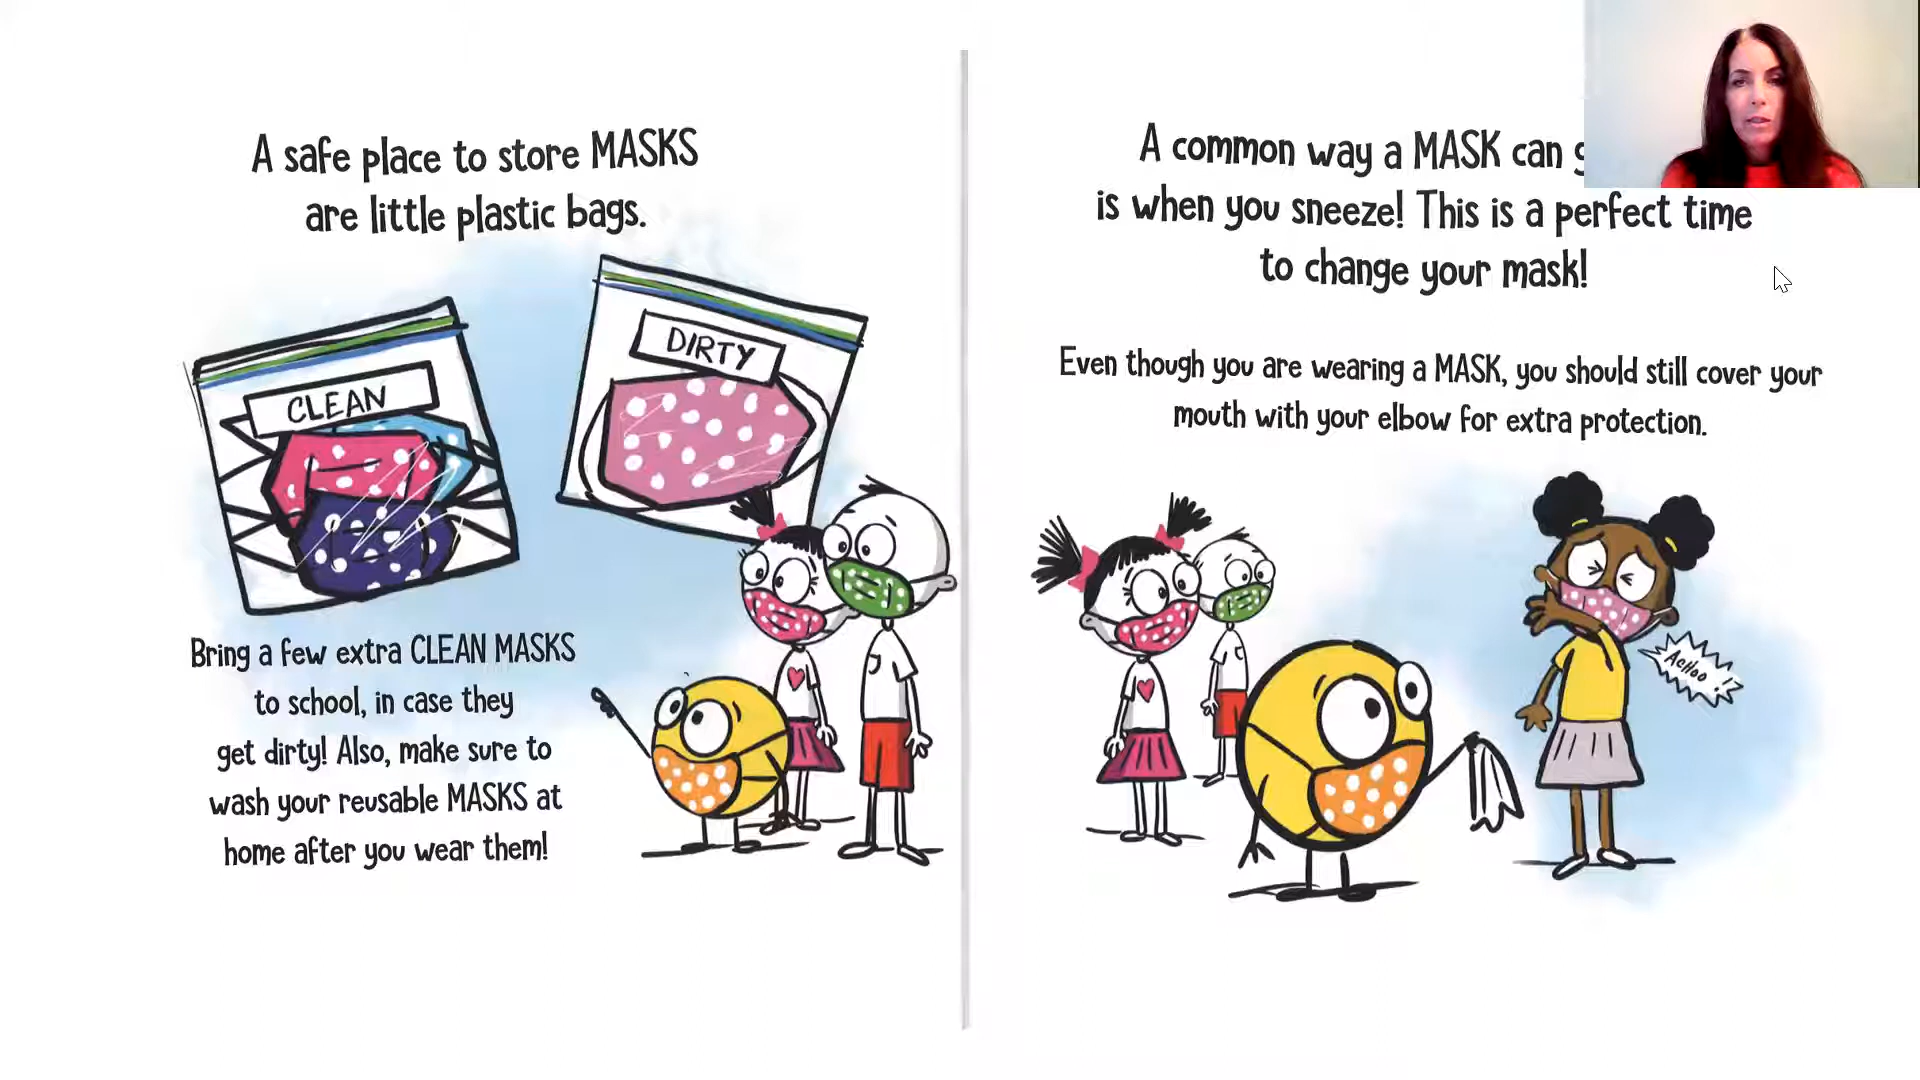 A safe place to store MASKS
are little plastic bags.
CLEAN
DIRTY
Bring a few extra CLEAN MASKS
to school, in case they
get dirty! Also, make sure to
wash your reusable MASKS at
home after you wear them!
A common way a MASK can
is when you sneeze! This is a perfect time
to change your mask!
Even though you are wearing a MASK, you should still cover your
mouth with your elbow for extra protection.
AcHoo !!